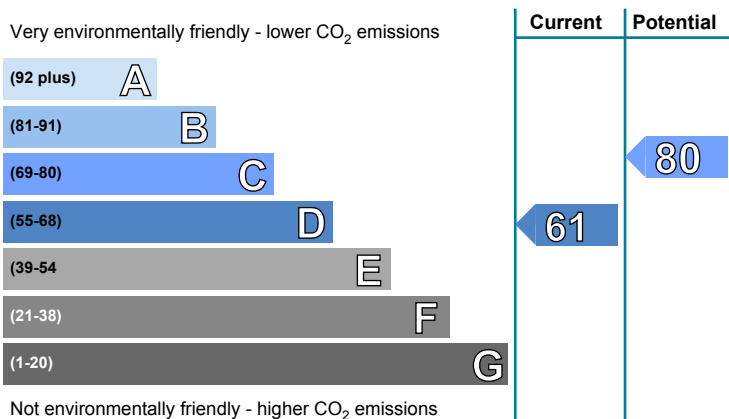 Current Potential
Very environmentally friendly - lower CO2 emissions
(92 plus) A
(81-91) B
(69-80) C
80
(55-68) D
61
(39-54 E
(21-38) F
(1-20) G
Not environmentally friendly - higher CO2 emissions